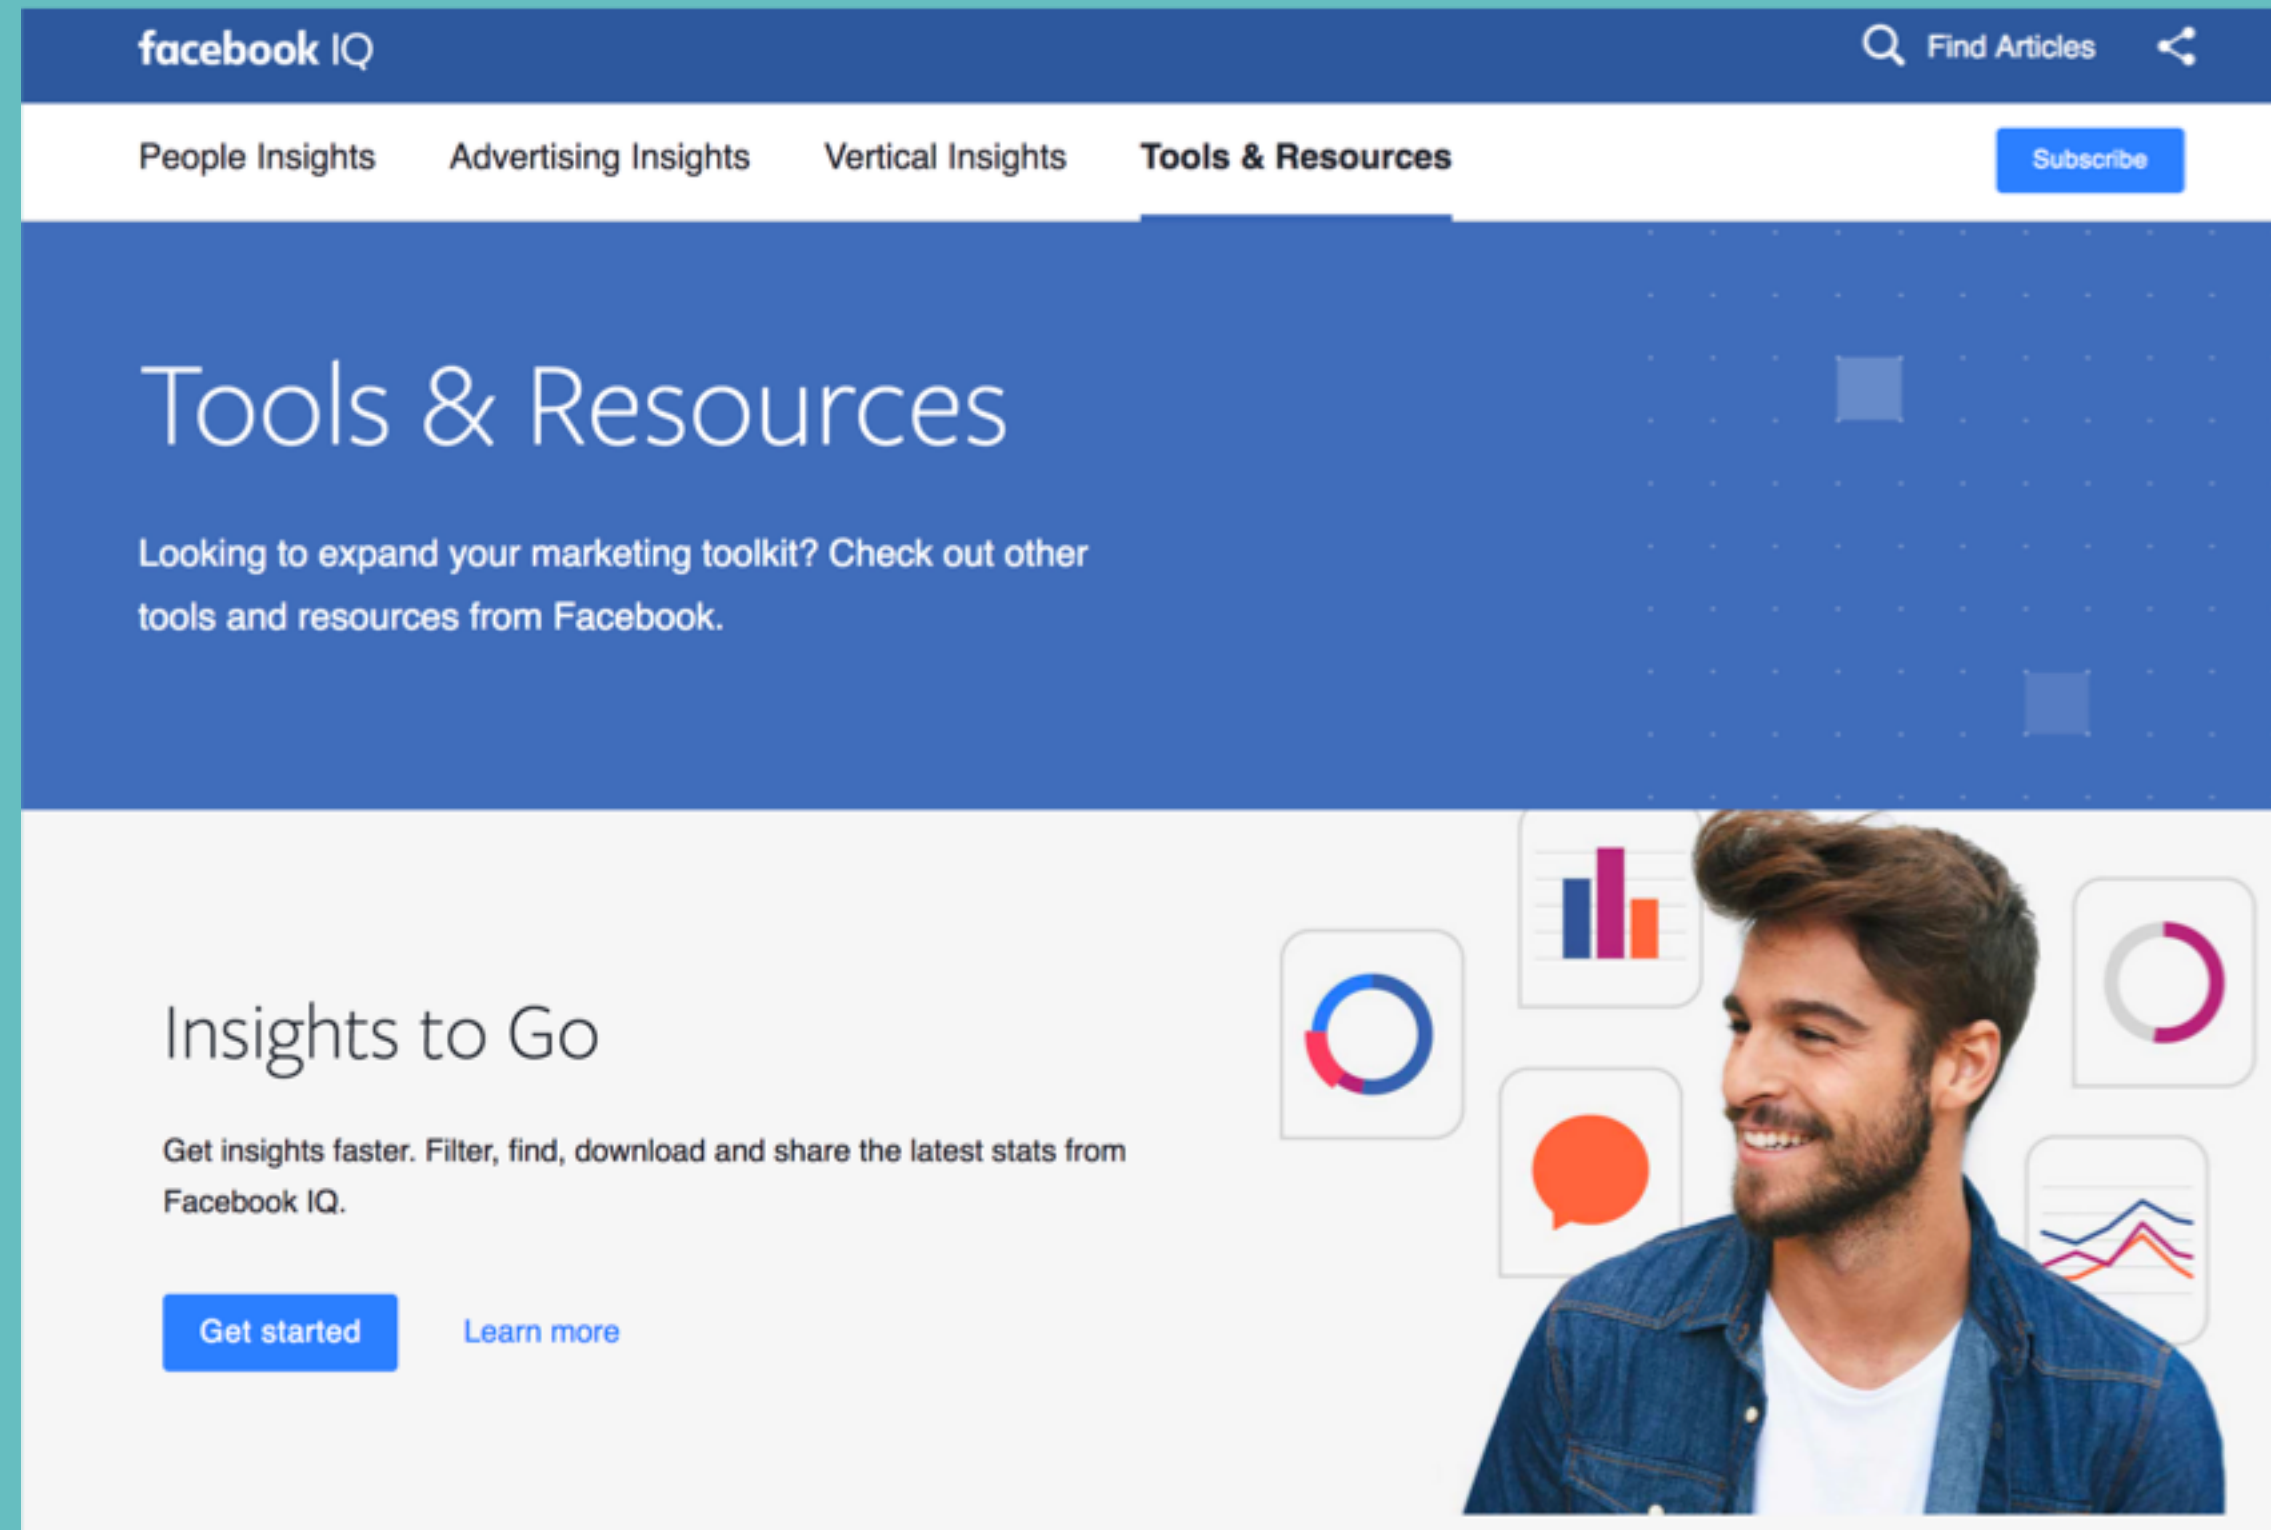 facebook IQ
Find Articles
People Insights
Advertising Insights
Vertical Insights
Tools & Resources
Subscribe
Tools & Resources
Looking to expand your marketing toolkit? Check out other
tools and resources from Facebook.
Insights to Go
Get insights faster. Filter, find, download and share the latest stats from
Facebook IQ.
Get started
Learn more